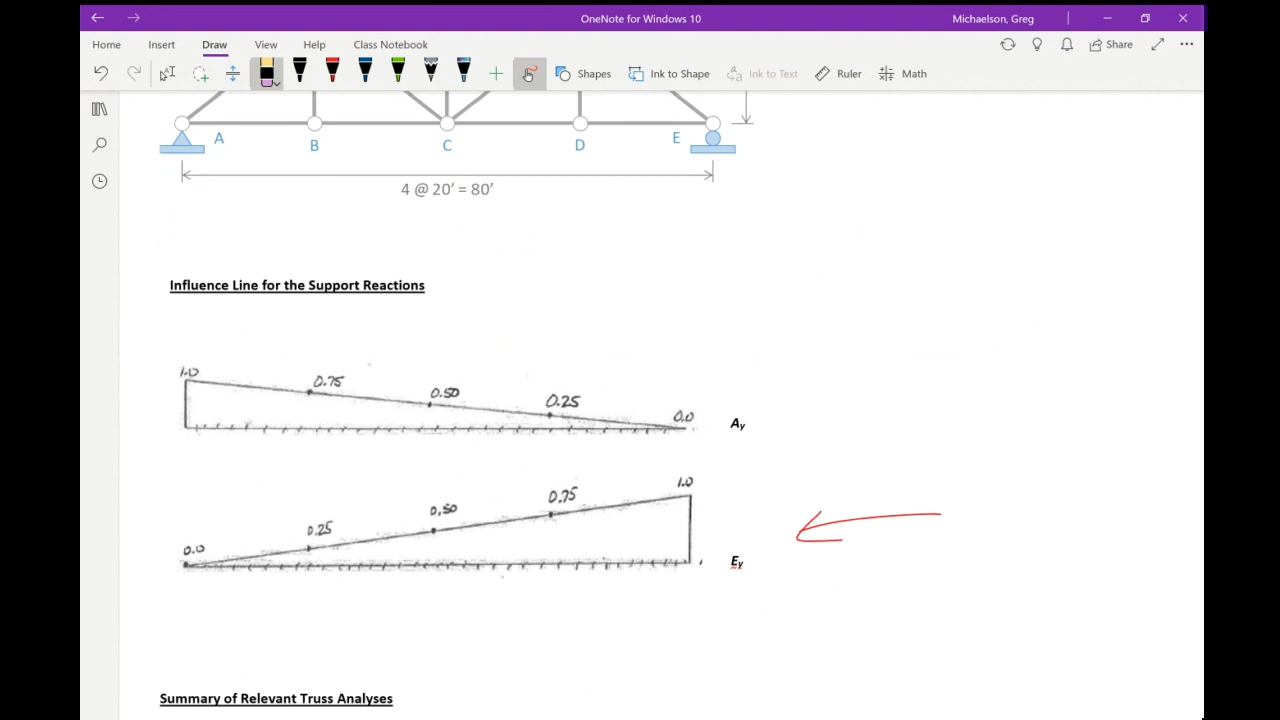 OneNote for Windows 10
Michaelson, Greg
Home Insert Draw View Help Class Notebook
Share
Shapes Ink to Shape Ink to Text Ruler Math
A B C D E
4 @ 20' = 80'
Influence Line for the Support Reactions
1.0 0.75 0.50 0.25 0.0
Ay
0.0 0.25 0.50 0.75 1.0
Ey
Summary of Relevant Truss Analyses